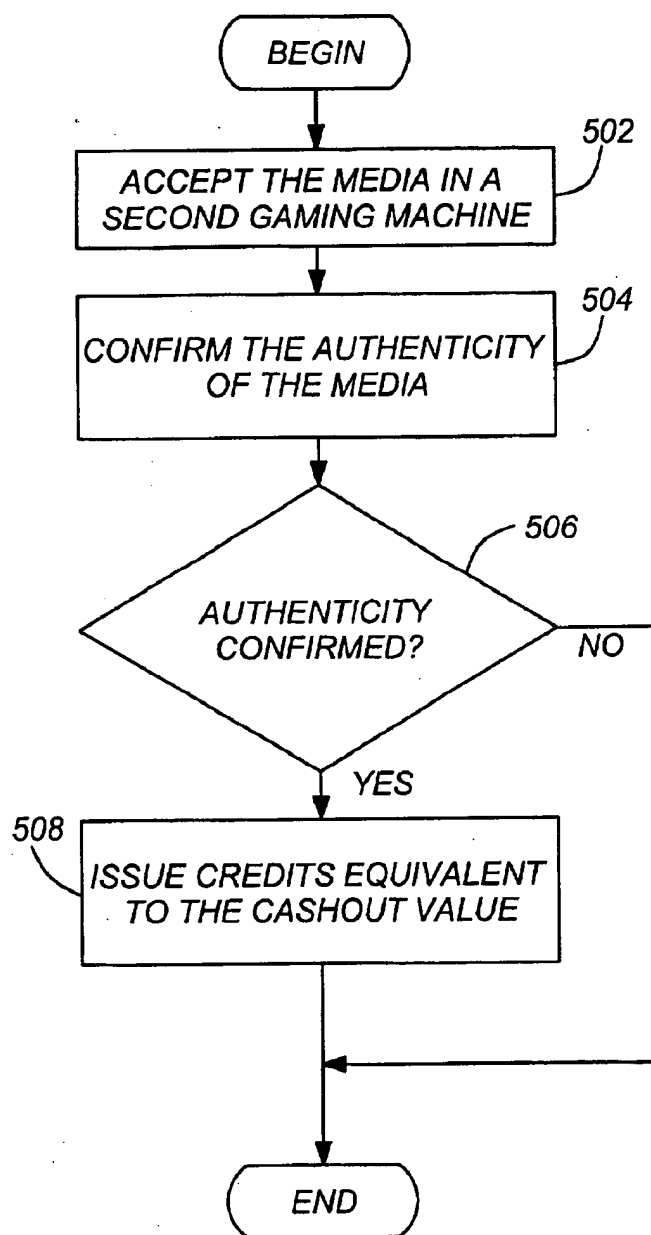 BEGIN
502
ACCEPT THE MEDIA IN A
SECOND GAMING MACHINE
504
CONFIRM THE AUTHENTICITY
OF THE MEDIA
506
AUTHENTICITY
CONFIRMED?
NO
YES
508
ISSUE CREDITS EQUIVALENT
TO THE CASHOUT VALUE
END